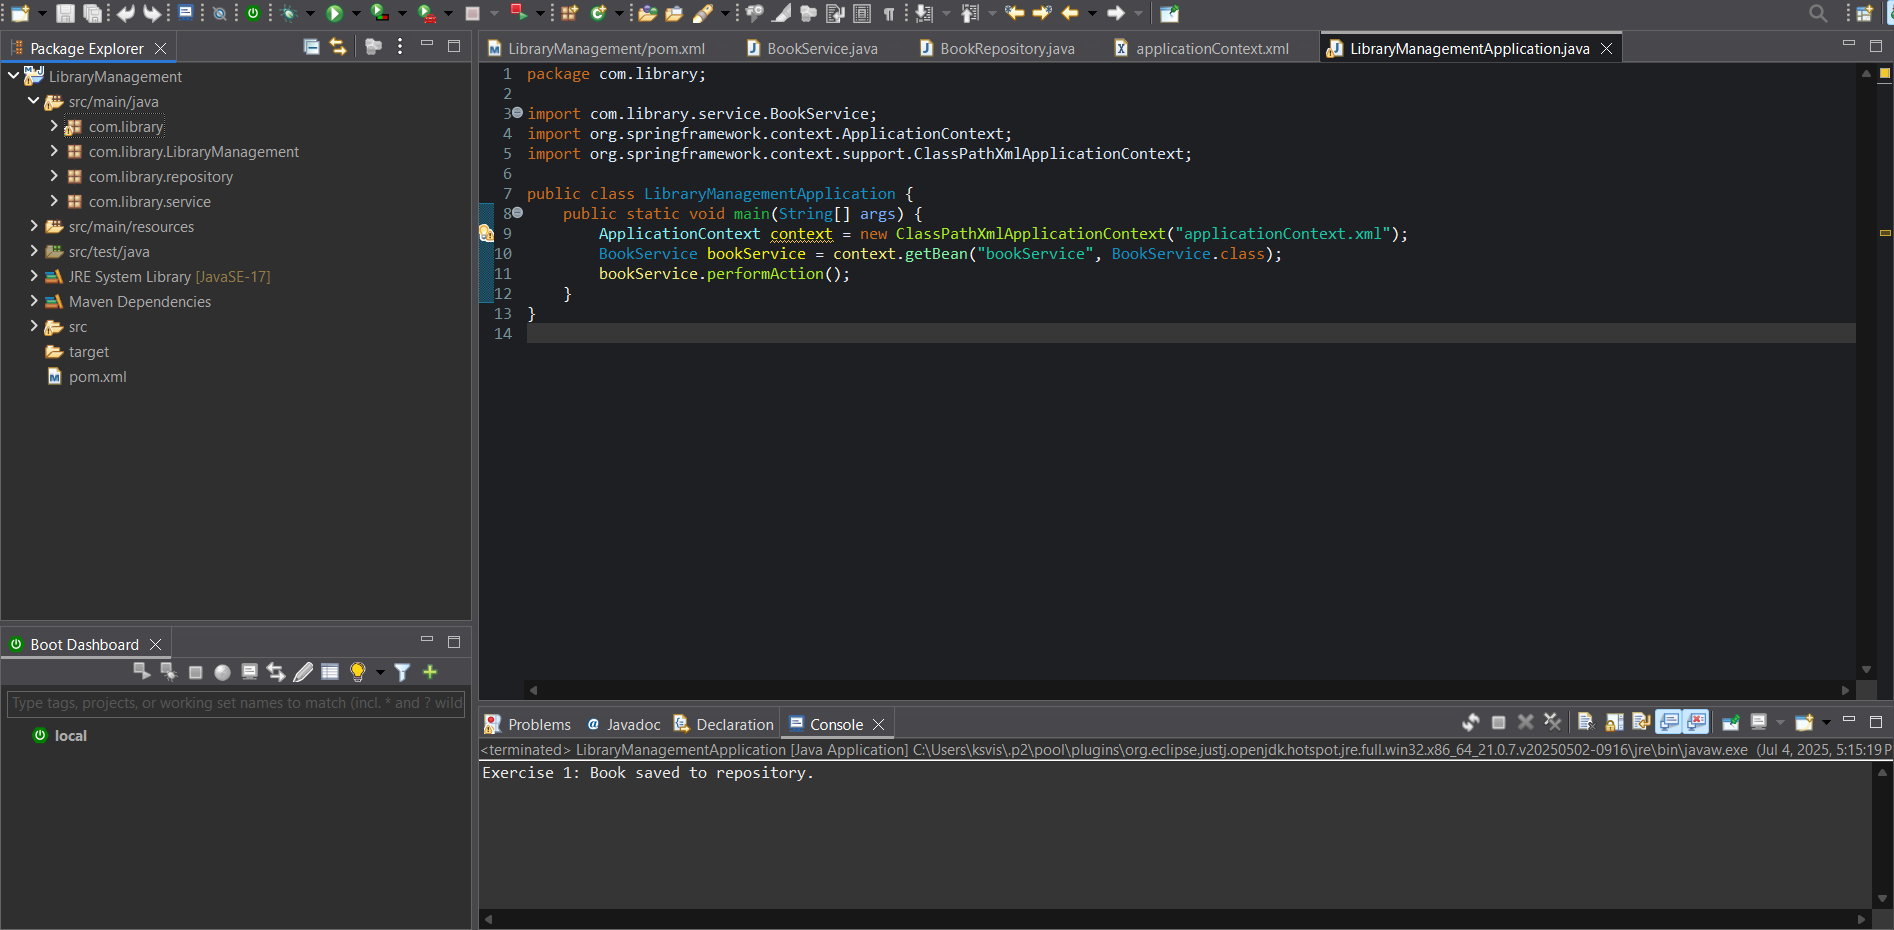 Package Explorer
LibraryManagement
src/main/java
com.library
com.library.LibraryManagement
com.library.repository
com.library.service
src/main/resources
src/test/java
JRE System Library [JavaSE-17]
Maven Dependencies
src
target
pom.xml
Boot Dashboard
Type tags, projects, or working set names to match (incl. * and ? wild
local
LibraryManagement/pom.xml
BookService.java
BookRepository.java
applicationContext.xml
LibraryManagementApplication.java
1 package com.library;
2
3 import com.library.service.BookService;
4 import org.springframework.context.ApplicationContext;
5 import org.springframework.context.support.ClassPathXmlApplicationContext;
6
7 public class LibraryManagementApplication {
8     public static void main(String[] args) {
9         ApplicationContext context = new ClassPathXmlApplicationContext("applicationContext.xml");
10         BookService bookService = context.getBean("bookService", BookService.class);
11         bookService.performAction();
12     }
13 }
14
Problems
Javadoc
Declaration
Console
<terminated> LibraryManagementApplication [Java Application] C:\Users\ksvis\.p2\pool\plugins\org.eclipse.justj.openjdk.hotspot.jre.full.win32.x86_64_21.0.7.v20250502-0916\jre\bin\javaw.exe (Jul 4, 2025, 5:15:19 P
Exercise 1: Book saved to repository.